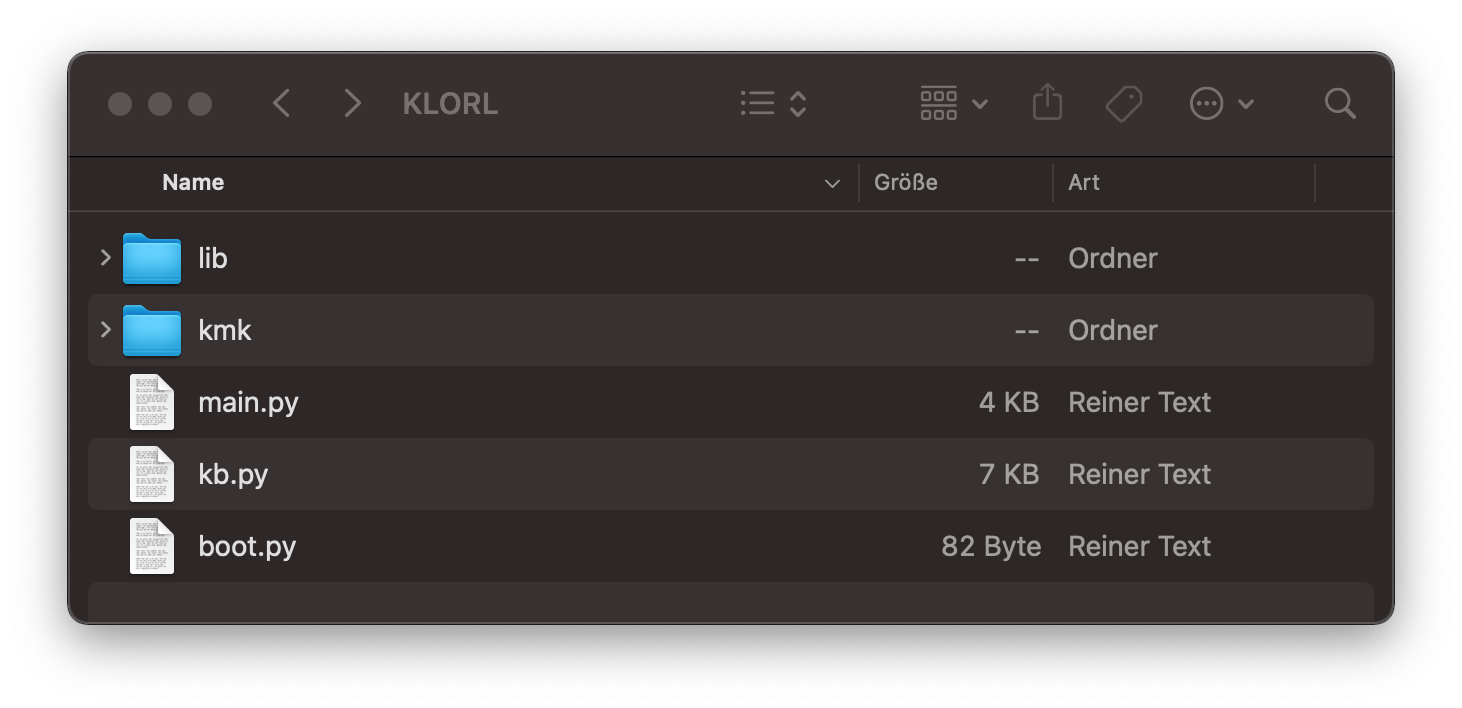 KLORL
Name Größe Art
lib -- Ordner
kmk -- Ordner
main.py 4 KB Reiner Text
kb.py 7 KB Reiner Text
boot.py 82 Byte Reiner Text